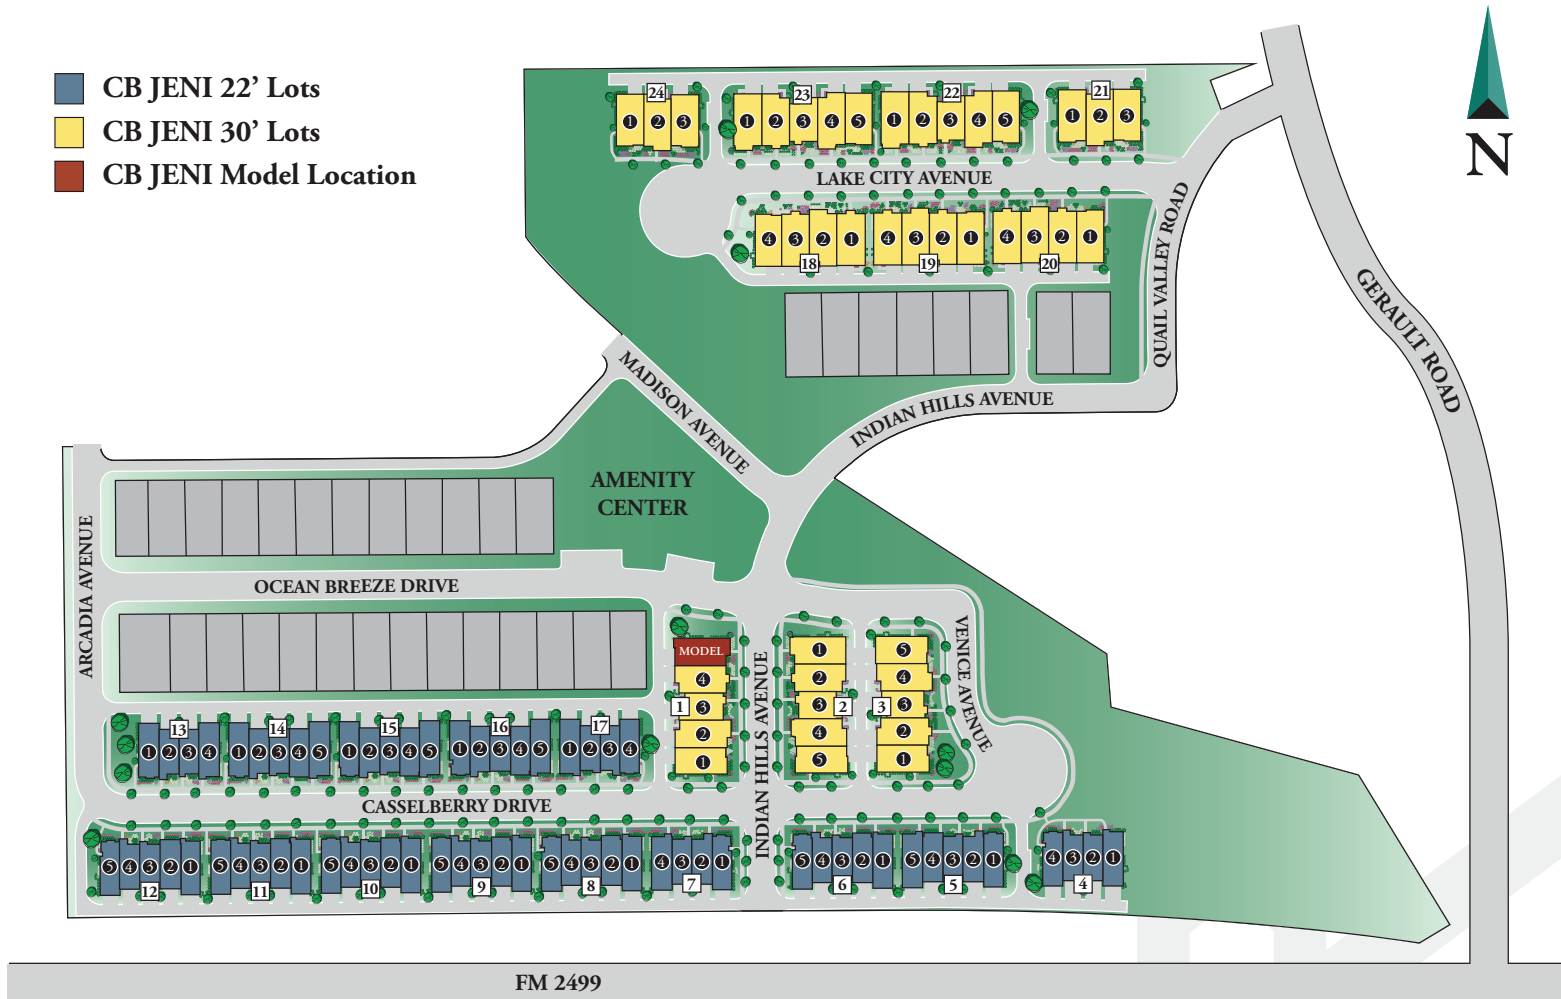 CB JENI 22’ Lots
CB JENI 30’ Lots
CB JENI Model Location
N
24
23
22
21
1 2 3
1 2 3 4 5
1 2 3 4 5
1 2 3
LAKE CITY AVENUE
4 3 2 1
4 3 2 1
4 3 2 1
18
19
20
QUAIL VALLEY ROAD
GERAULT ROAD
MADISON AVENUE
INDIAN HILLS AVENUE
AMENITY
CENTER
ARCADIA AVENUE
OCEAN BREEZE DRIVE
VENICE AVENUE
INDIAN HILLS AVENUE
MODEL
4
3
2
1
1
1
2
3
4
5
2
5
4
3
2
1
3
13
14
15
16
17
1 2 3 4
1 2 3 4 5
1 2 3 4 5
1 2 3 4 5
1 2 3 4
CASSELBERRY DRIVE
5 4 3 2 1
5 4 3 2 1
5 4 3 2 1
5 4 3 2 1
5 4 3 2 1
4 3 2 1
5 4 3 2 1
5 4 3 2 1
4 3 2 1
12
11
10
9
8
7
6
5
4
FM 2499